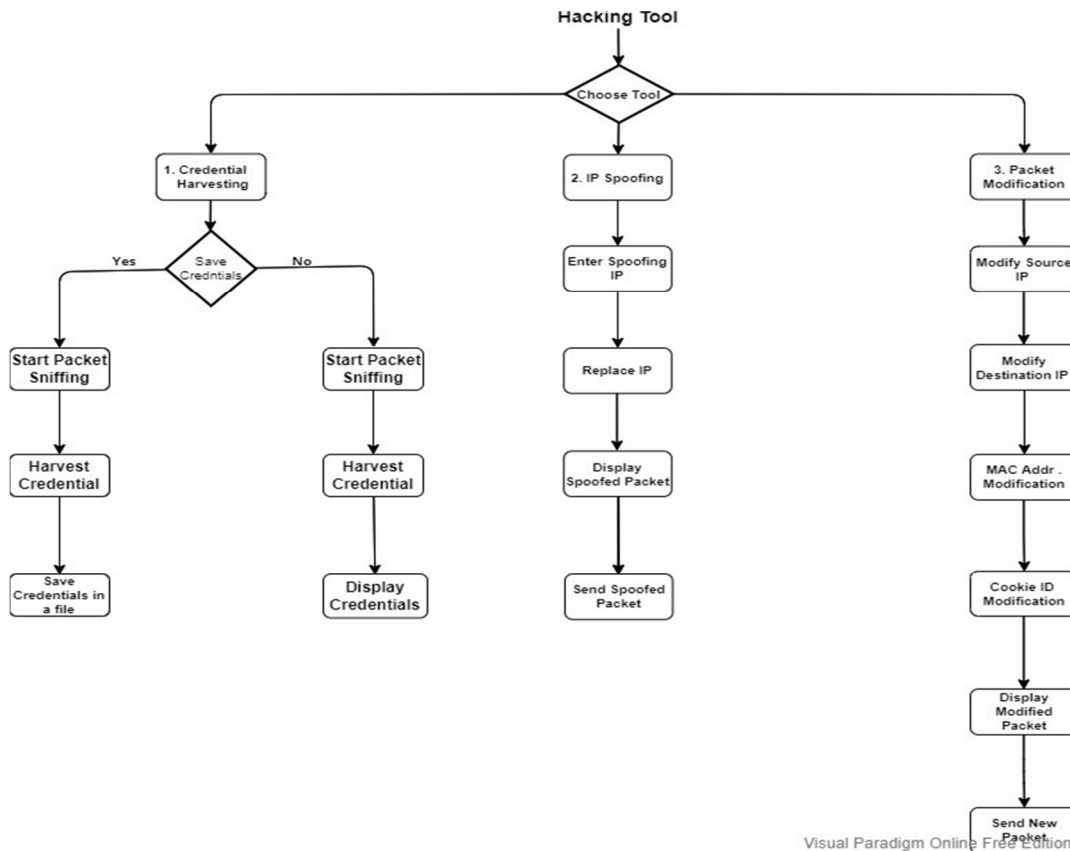 Hacking Tool
Choose Tool
1. Credential
Harvesting
2. IP Spoofing
3. Packet
Modification
Save
Credntials
Yes
No
Enter Spoofing
IP
Modify Source
IP
Start Packet
Sniffing
Start Packet
Sniffing
Replace IP
Modify
Destination IP
Harvest
Credential
Harvest
Credential
Display
Spoofed Packet
MAC Addr .
Modification
Save
Credentials in
a file
Display
Credentials
Send Spoofed
Packet
Cookie ID
Modification
Display
Modified
Packet
Send New
Packet
Visual Paradigm Online Free Edition